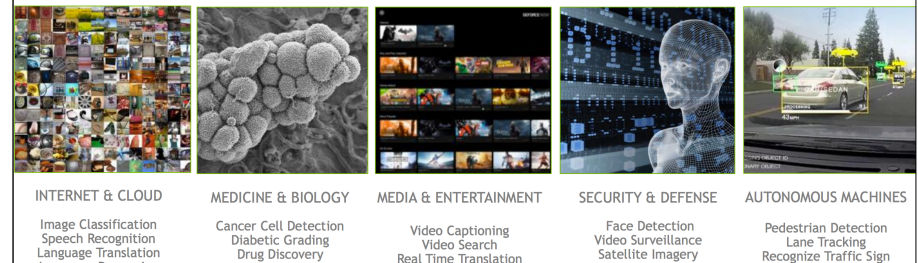 INTERNET & CLOUD
Image Classification
Speech Recognition
Language Translation
MEDICINE & BIOLOGY
Cancer Cell Detection
Diabetic Grading
Drug Discovery
MEDIA & ENTERTAINMENT
Video Captioning
Video Search
Real Time Translation
SECURITY & DEFENSE
Face Detection
Video Surveillance
Satellite Imagery
AUTONOMOUS MACHINES
Pedestrian Detection
Lane Tracking
Recognize Traffic Sign